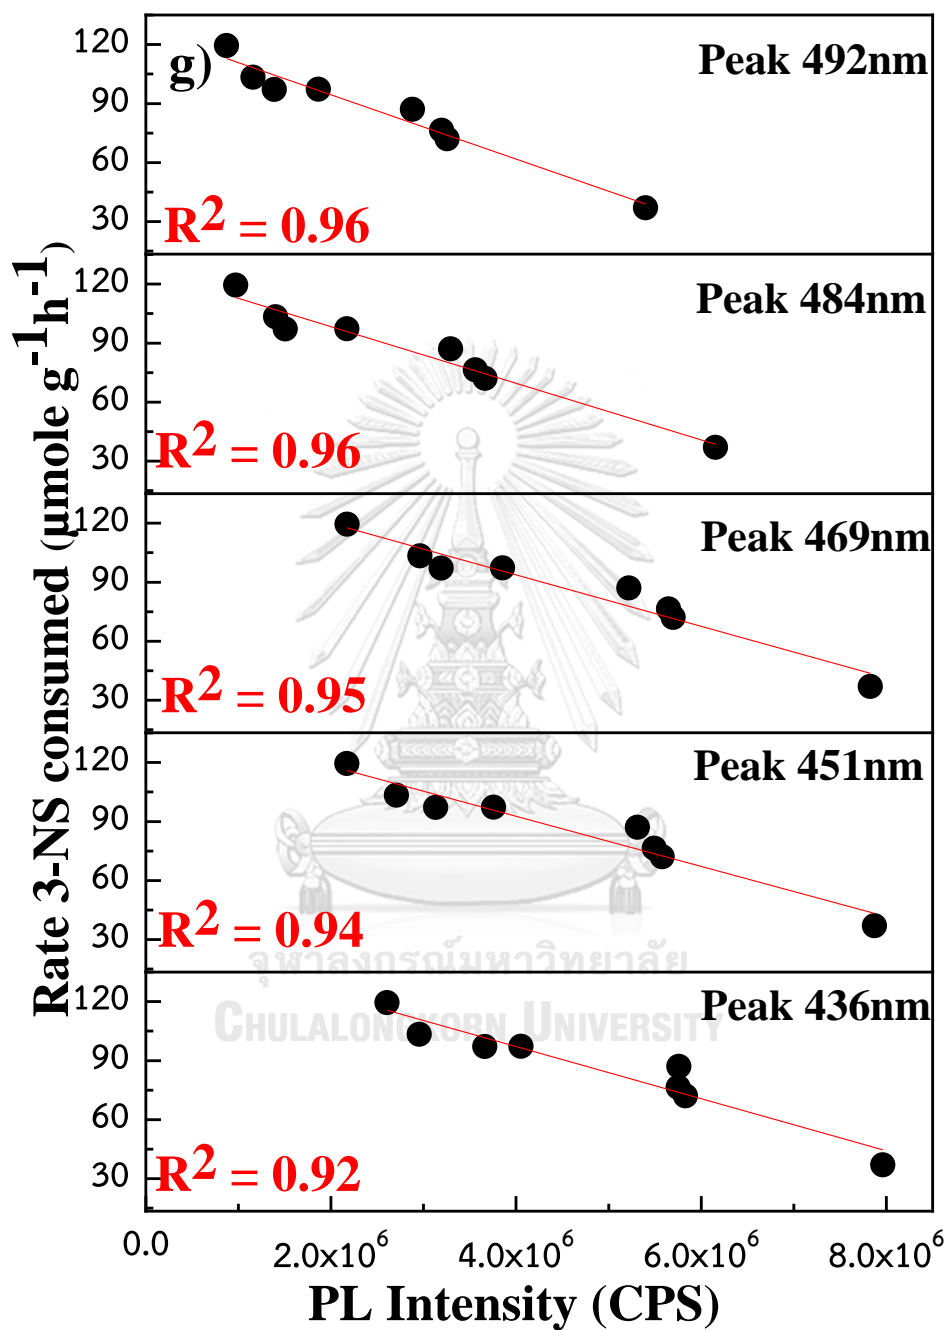 g)
Peak 492nm
120
90
60
30
R² = 0.96
Peak 484nm
120
90
60
30
R² = 0.96
Peak 469nm
120
90
60
30
R² = 0.95
Peak 451nm
120
90
60
30
R² = 0.94
จุฬาลงกรณ์มหาวิทยาลัย
CHULALONGKORN UNIVERSITY
Peak 436nm
120
90
60
30
R² = 0.92
Rate 3-NS consumed (µmole g⁻¹h⁻¹)
0.0 2.0x10⁶ 4.0x10⁶ 6.0x10⁶ 8.0x10⁶
PL Intensity (CPS)